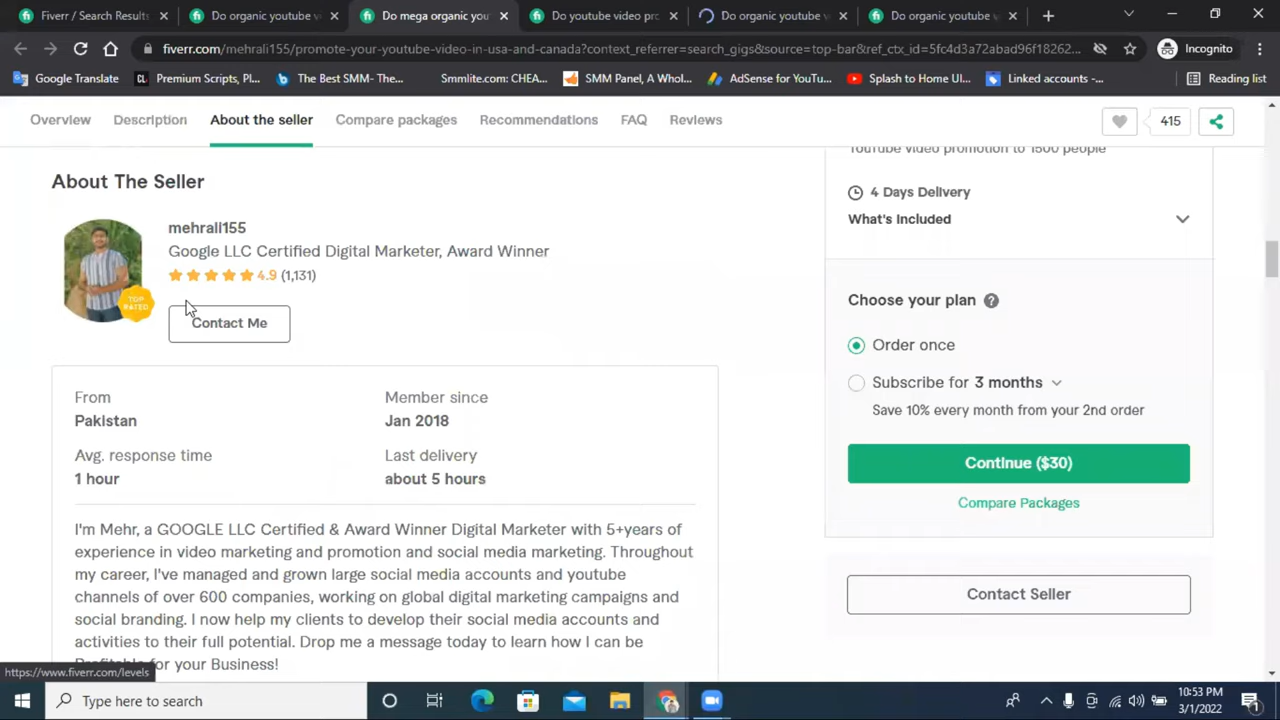 Fiverr / Search Results
Do organic youtube v
Do mega organic you
Do youtube video pro
Do organic youtube v
Do organic youtube v
fiverr.com/mehrali155/promote-your-youtube-video-in-usa-and-canada?context_referrer=search_gigs&source=top-bar&ref_ctx_id=5fc4d3a72abad96f18262...
Incognito
Google Translate
Premium Scripts, Pl...
The Best SMM- The...
Smmlite.com: CHEA...
SMM Panel, A Whol...
AdSense for YouTu...
Splash to Home UI...
Linked accounts -...
Reading list
Overview
Description
About the seller
Compare packages
Recommendations
FAQ
Reviews
415
About The Seller
mehrali155
Google LLC Certified Digital Marketer, Award Winner
4.9 (1,131)
TOP
RATED
Contact Me
From
Pakistan
Member since
Jan 2018
Avg. response time
1 hour
Last delivery
about 5 hours
I'm Mehr, a GOOGLE LLC Certified & Award Winner Digital Marketer with 5+years of
experience in video marketing and promotion and social media marketing. Throughout
my career, I've managed and grown large social media accounts and youtube
channels of over 600 companies, working on global digital marketing campaigns and
social branding. I now help my clients to develop their social media accounts and
activities to their full potential. Drop me a message today to learn how I can be
Profitable for your Business!
YouTube video promotion to 1500 people
4 Days Delivery
What's Included
Choose your plan ?
Order once
Subscribe for 3 months
Save 10% every month from your 2nd order
Continue ($30)
Compare Packages
Contact Seller
https://www.fiverr.com/levels
Type here to search
10:53 PM
3/1/2022